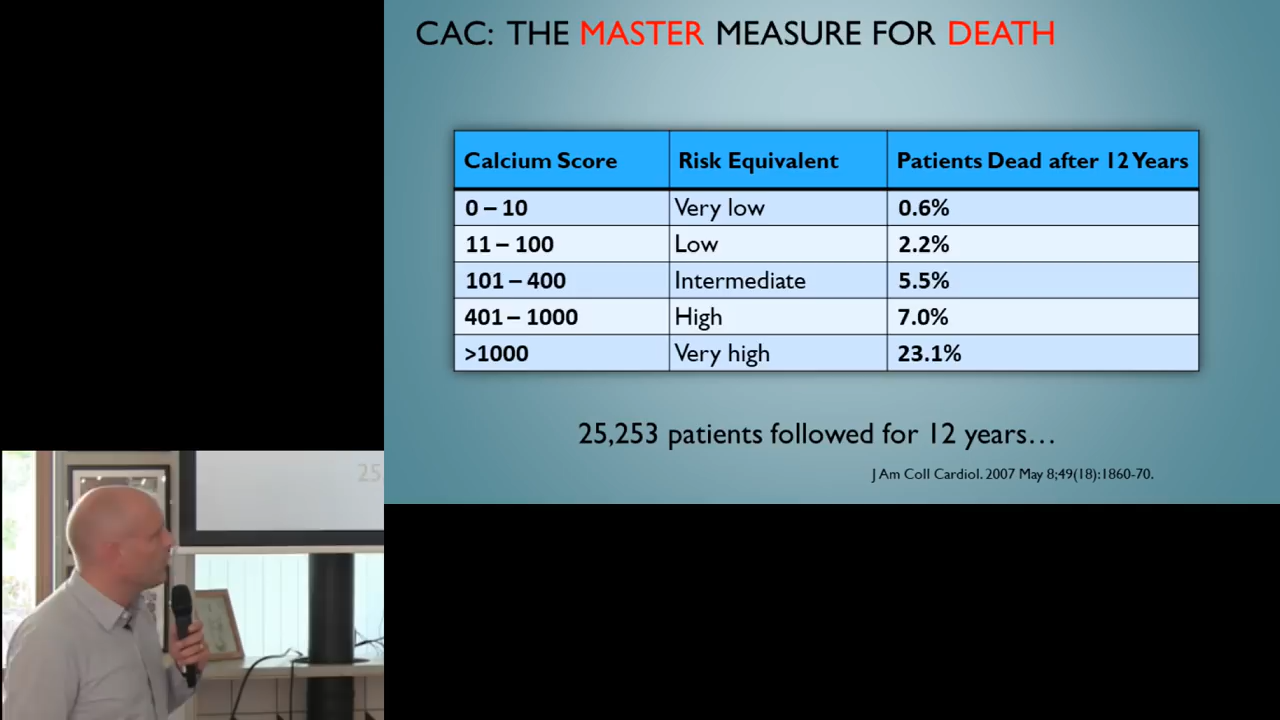 CAC: THE MASTER MEASURE FOR DEATH
Calcium Score Risk Equivalent Patients Dead after 12 Years
0 – 10 Very low 0.6%
11 – 100 Low 2.2%
101 – 400 Intermediate 5.5%
401 – 1000 High 7.0%
>1000 Very high 23.1%
25,253 patients followed for 12 years…
J Am Coll Cardiol. 2007 May 8;49(18):1860-70.
25